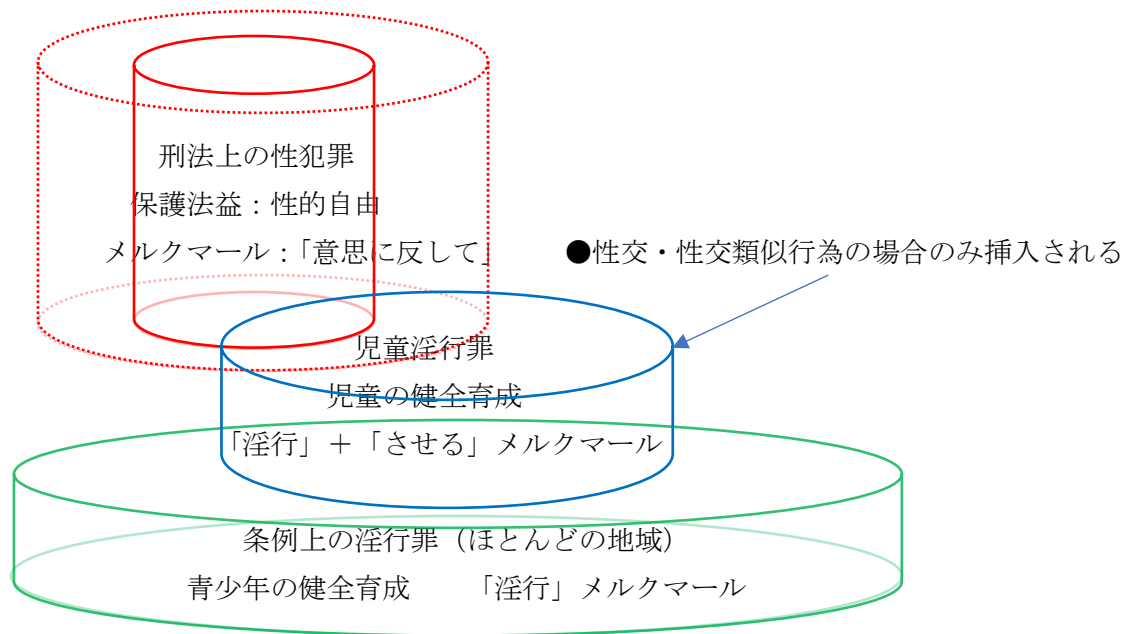 刑法上の性犯罪
保護法益：性的自由
メルクマール：「意思に反して」
●性交・性交類似行為の場合のみ挿入される
児童淫行罪
児童の健全育成
「淫行」＋「させる」メルクマール
条例上の淫行罪（ほとんどの地域）
青少年の健全育成　　「淫行」メルクマール